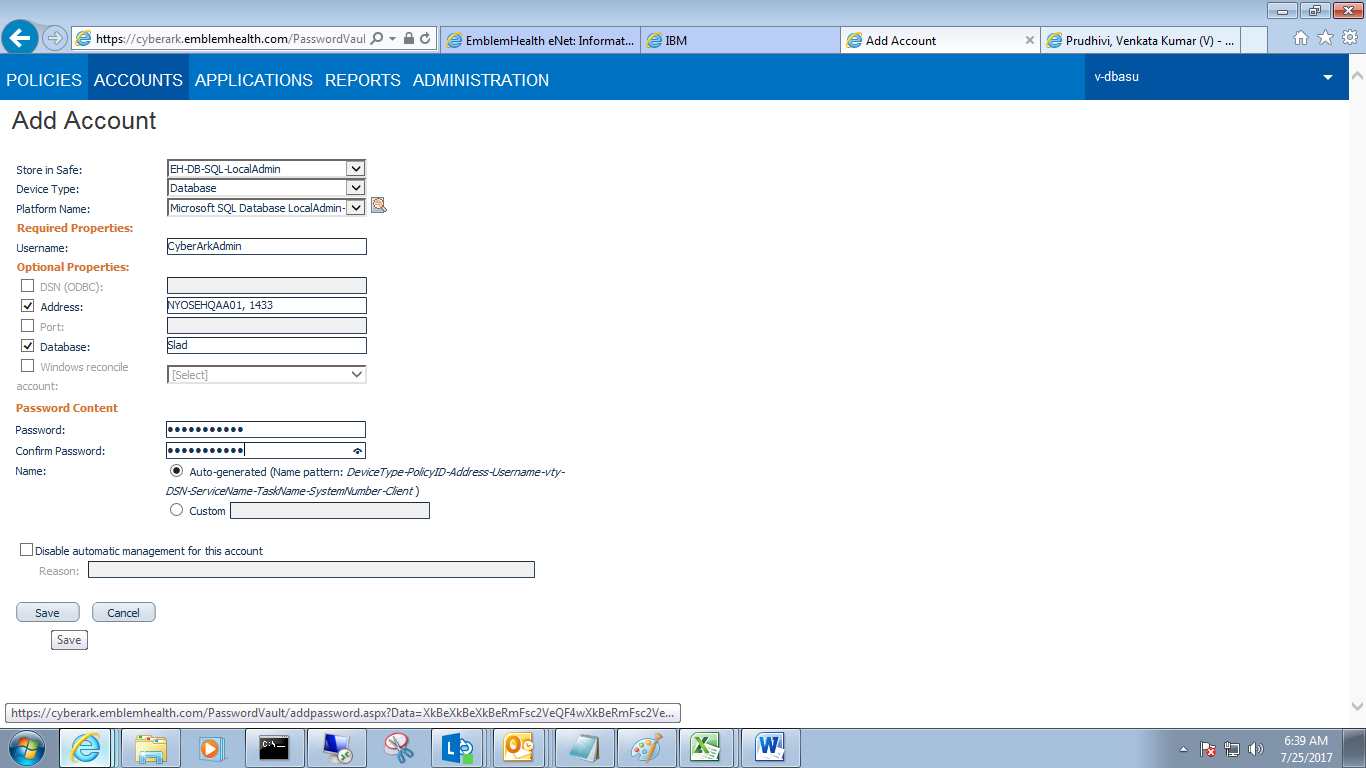 https://cyberark.emblemhealth.com/PasswordVaul
EmblemHealth eNet: Informat...
IBM
Add Account
Prudhivi, Venkata Kumar (V) - ...
POLICIES ACCOUNTS APPLICATIONS REPORTS ADMINISTRATION
v-dbasu
Add Account
Store in Safe: EH-DB-SQL-LocalAdmin
Device Type: Database
Platform Name: Microsoft SQL Database LocalAdmin-
Required Properties:
Username: CyberArkAdmin
Optional Properties:
DSN (ODBC):
Address: NYOSEHQAA01, 1433
Port:
Database: Slad
Windows reconcile
account: [Select]
Password Content
Password: •••••••••••
Confirm Password: •••••••••••
Name: Auto-generated (Name pattern: DeviceType-PolicyID-Address-Username-vty-
DSN-ServiceName-TaskName-SystemNumber-Client )
Custom
Disable automatic management for this account
Reason:
Save Cancel
Save
https://cyberark.emblemhealth.com/PasswordVault/addpassword.aspx?Data=XkBeXkBeXkBeRmFsc2VeQF4wXkBeRmFsc2Ve...
C:\.
6:39 AM
7/25/2017